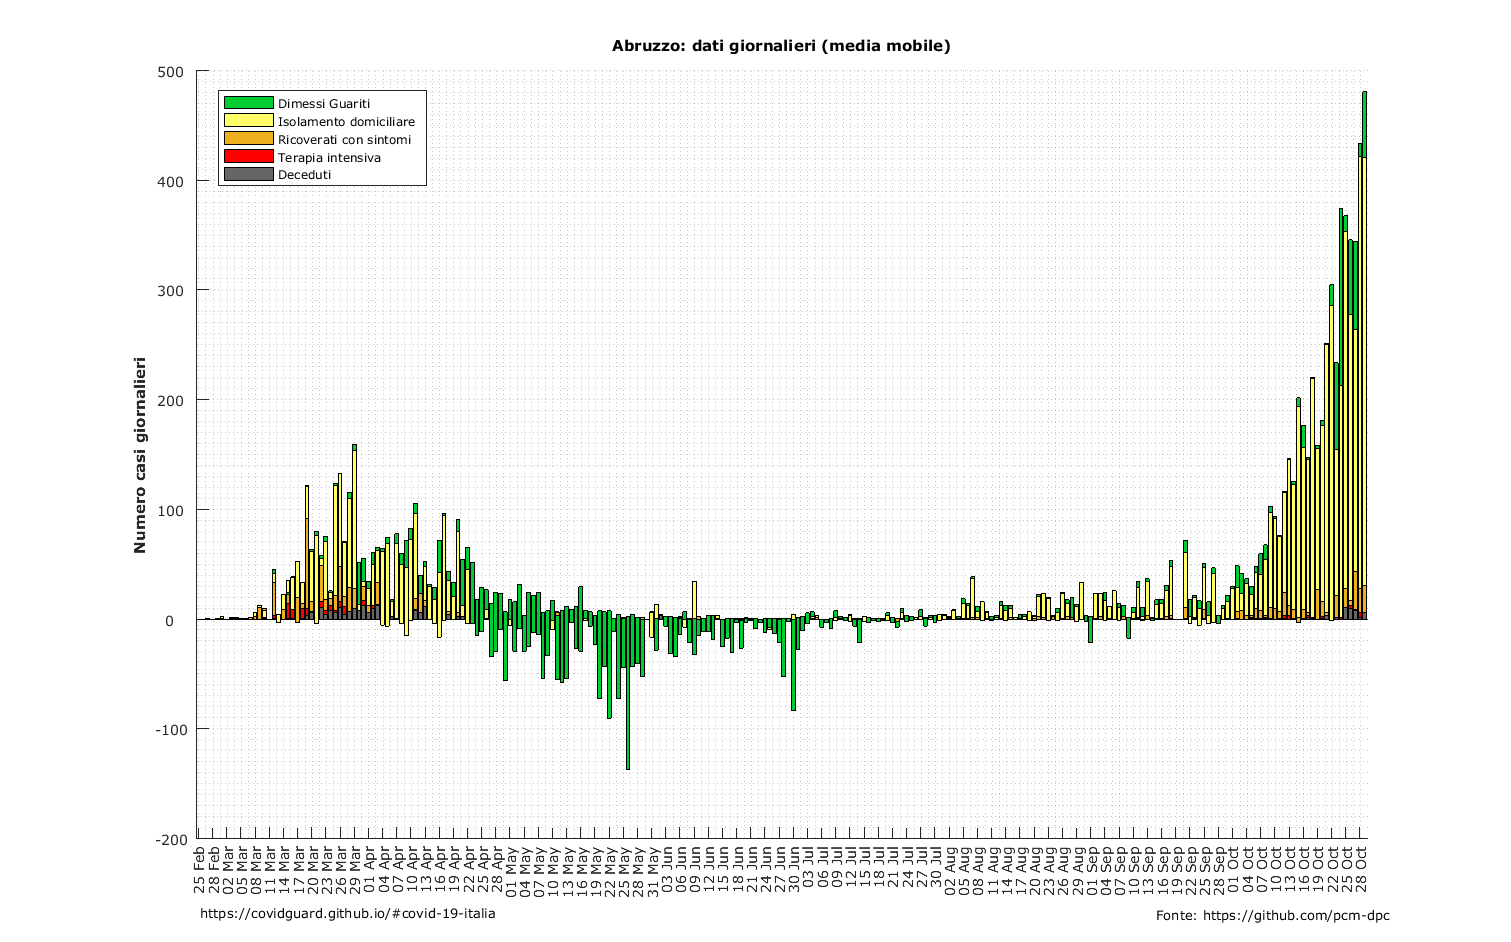 Abruzzo: dati giornalieri (media mobile)
500
400
300
200
100
0
-100
-200
Numero casi giornalieri
Dimessi Guariti
Isolamento domiciliare
Ricoverati con sintomi
Terapia intensiva
Deceduti
25 Feb
28 Feb
02 Mar
05 Mar
08 Mar
11 Mar
14 Mar
17 Mar
20 Mar
23 Mar
26 Mar
29 Mar
01 Apr
04 Apr
07 Apr
10 Apr
13 Apr
16 Apr
19 Apr
22 Apr
25 Apr
28 Apr
01 May
04 May
07 May
10 May
13 May
16 May
19 May
22 May
25 May
28 May
31 May
03 Jun
06 Jun
09 Jun
12 Jun
15 Jun
18 Jun
21 Jun
24 Jun
27 Jun
30 Jun
03 Jul
06 Jul
09 Jul
12 Jul
15 Jul
18 Jul
21 Jul
24 Jul
27 Jul
30 Jul
02 Aug
05 Aug
08 Aug
11 Aug
14 Aug
17 Aug
20 Aug
23 Aug
26 Aug
29 Aug
01 Sep
04 Sep
07 Sep
10 Sep
13 Sep
16 Sep
19 Sep
22 Sep
25 Sep
28 Sep
01 Oct
04 Oct
07 Oct
10 Oct
13 Oct
16 Oct
19 Oct
22 Oct
25 Oct
28 Oct
https://covidguard.github.io/#covid-19-italia
Fonte: https://github.com/pcm-dpc